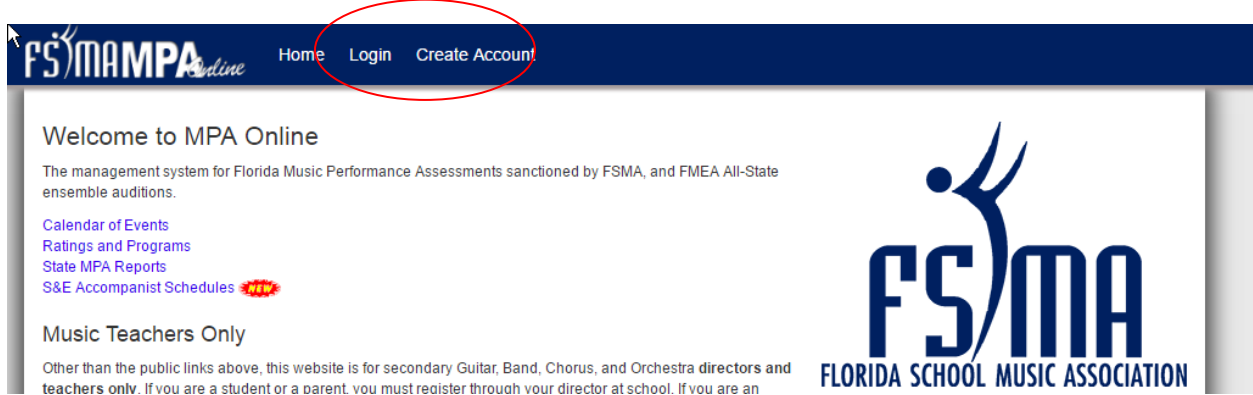 FSMAMPA Online Home Login Create Account
Welcome to MPA Online
The management system for Florida Music Performance Assessments sanctioned by FSMA, and FMEA All-State
ensemble auditions.
Calendar of Events
Ratings and Programs
State MPA Reports
S&E Accompanist Schedules NEW
Music Teachers Only
Other than the public links above, this website is for secondary Guitar, Band, Chorus, and Orchestra directors and
teachers only. If you are a student or a parent, you must register through your director at school. If you are an
FSMA
FLORIDA SCHOOL MUSIC ASSOCIATION